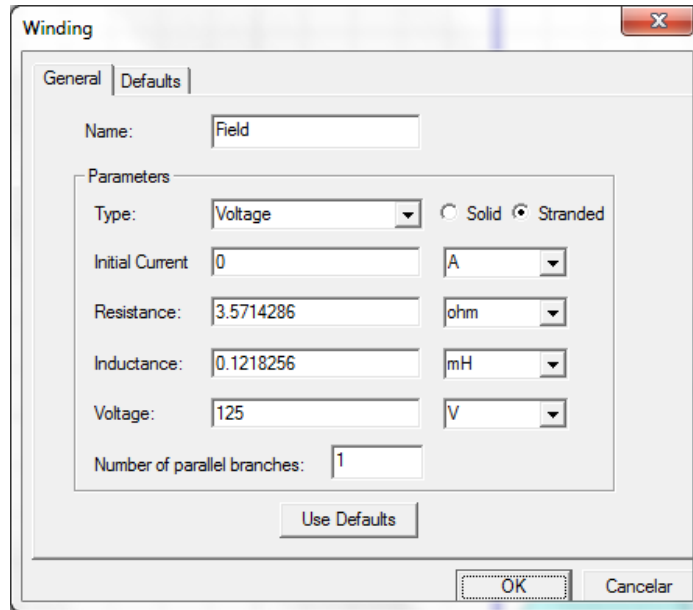 Winding
General Defaults
Name: Field
Parameters
Type: Voltage Solid Stranded
Initial Current 0 A
Resistance: 3.5714286 ohm
Inductance: 0.1218256 mH
Voltage: 125 V
Number of parallel branches: 1
Use Defaults
OK Cancelar